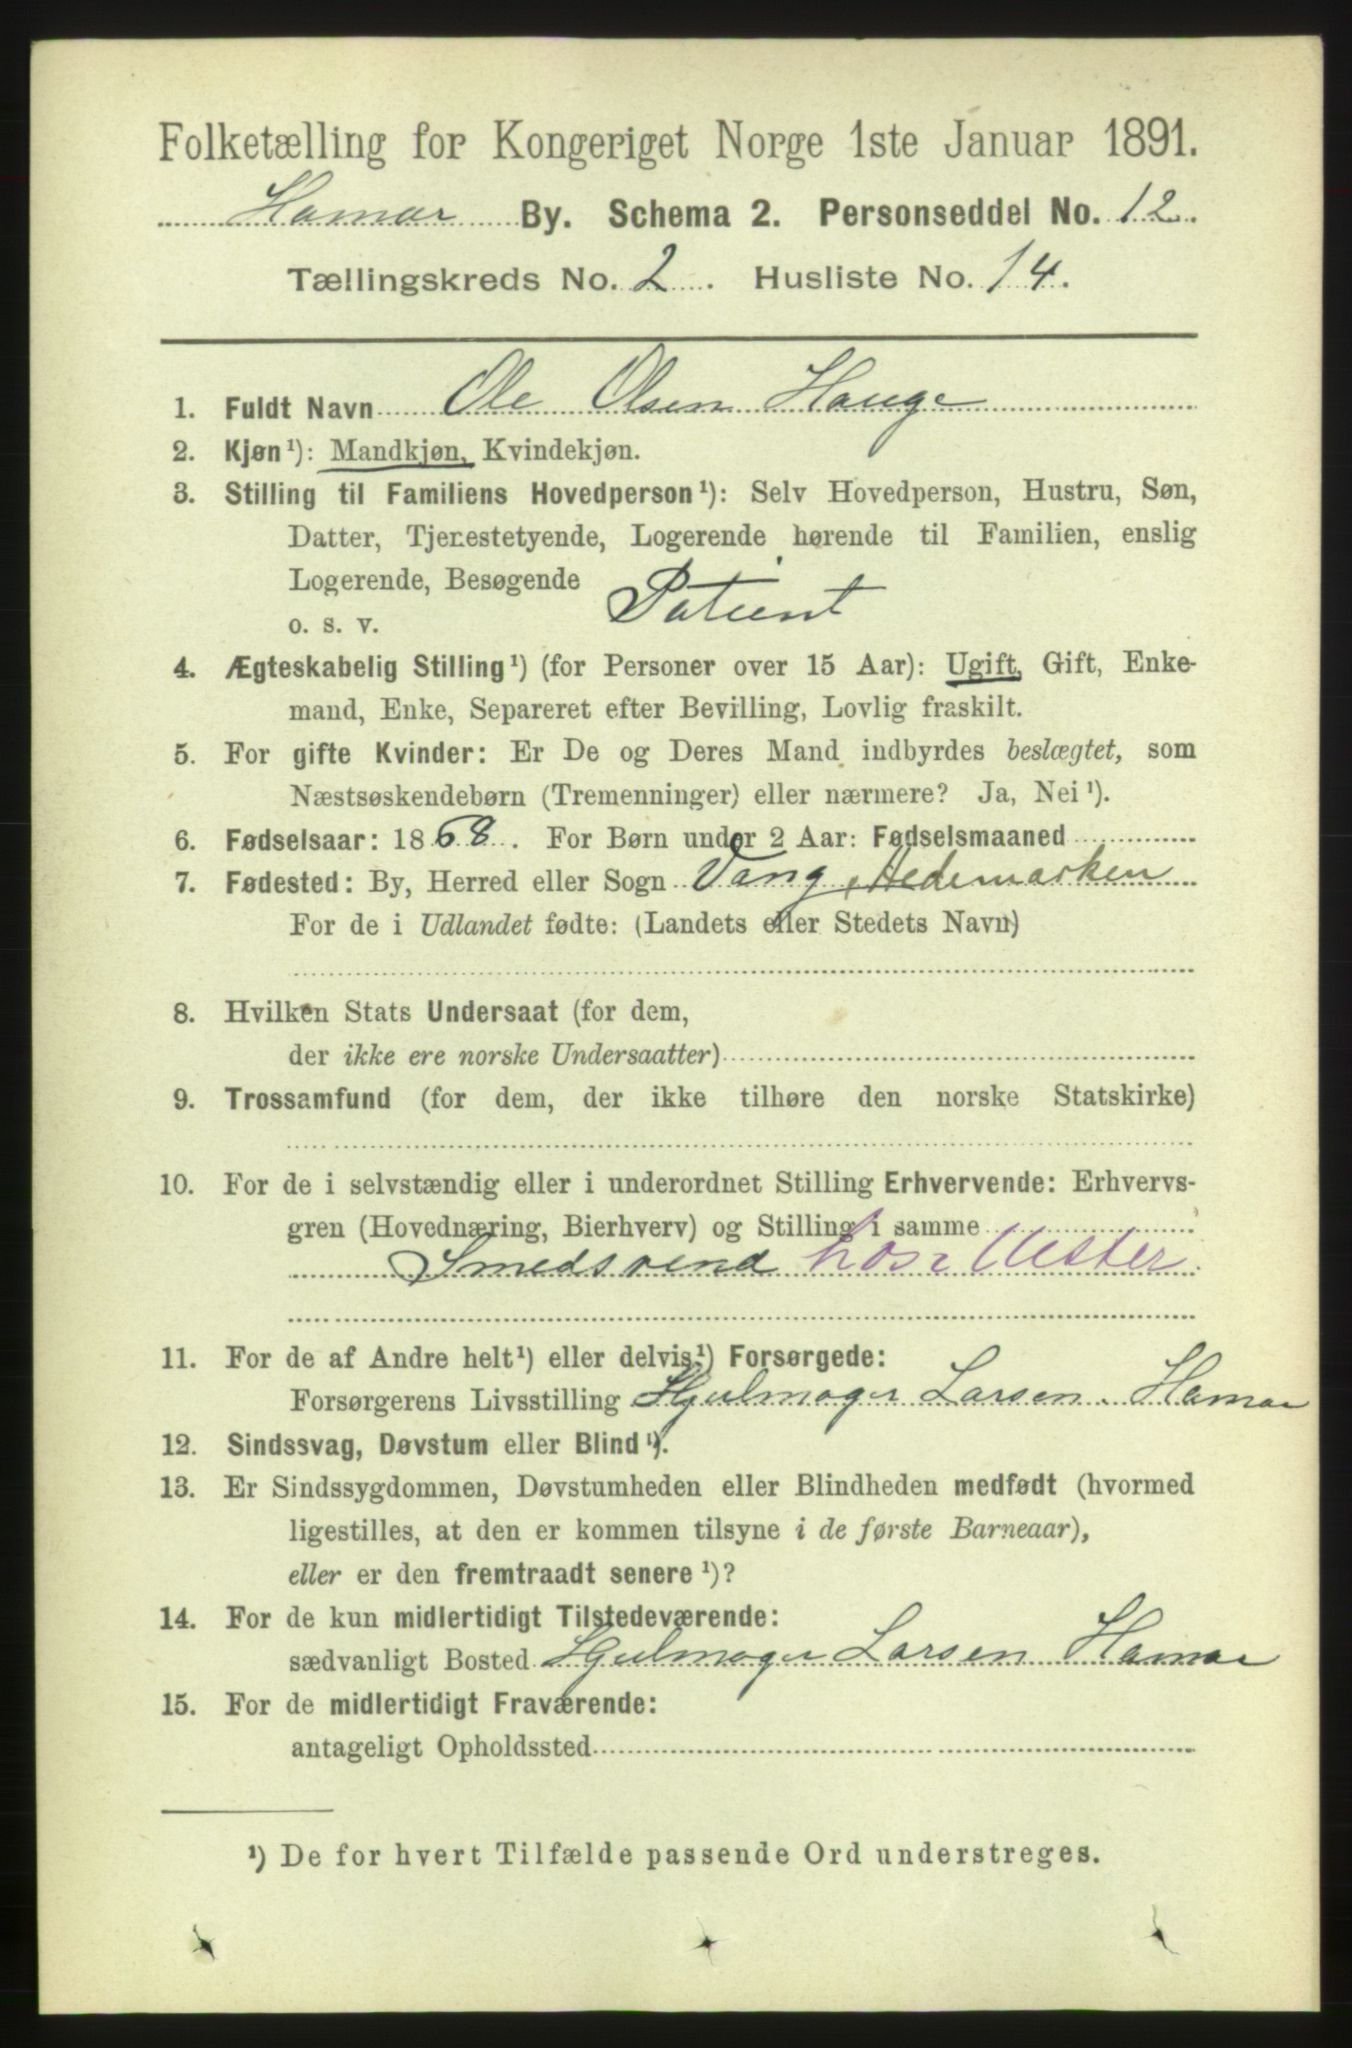 Folketælling for Kongeriget Norge 1ste Januar 1891.
Hamar By. Schema 2. Personseddel No. 12.
Tællingskreds No. 2. Husliste No. 14.
1. Fuldt Navn Ole Olsen Hauge
2. Kjøn¹): Mandkjøn, Kvindekjøn.
3. Stilling til Familiens Hovedperson¹): Selv Hovedperson, Hustru, Søn,
Datter, Tjenestetyende, Logerende hørende til Familien, enslig
Logerende, Besøgende
o. s. v. Patient
4. Ægteskabelig Stilling¹) (for Personer over 15 Aar): Ugift, Gift, Enke-
mand, Enke, Separeret efter Bevilling, Lovlig fraskilt.
5. For gifte Kvinder: Er De og Deres Mand indbyrdes beslægtet, som
Næstsøskendebørn (Tremenninger) eller nærmere? Ja, Nei¹).
6. Fødselsaar: 1868. For Børn under 2 Aar: Fødselsmaaned
7. Fødested: By, Herred eller Sogn Vang, Hedemarken
For de i Udlandet fødte: (Landets eller Stedets Navn)
8. Hvilken Stats Undersaat (for dem,
der ikke ere norske Undersaatter)
9. Trossamfund (for dem, der ikke tilhøre den norske Statskirke)
10. For de i selvstændig eller i underordnet Stilling Erhvervende: Erhvervs-
gren (Hovednæring, Bierhverv) og Stilling i samme
Smedsvend hos Mester.
11. For de af Andre helt¹) eller delvis¹) Forsørgede:
Forsørgerens Livsstilling Hjulmager Larsen. Hamar
12. Sindssvag, Døvstum eller Blind¹).
13. Er Sindssygdommen, Døvstumheden eller Blindheden medfødt (hvormed
ligestilles, at den er kommen tilsyne i de første Barneaar),
eller er den fremtraadt senere¹)?
14. For de kun midlertidigt Tilstedeværende:
sædvanligt Bosted Hjulmager Larsen Hamar
15. For de midlertidigt Fraværende:
antageligt Opholdssted
¹) De for hvert Tilfælde passende Ord understreges.